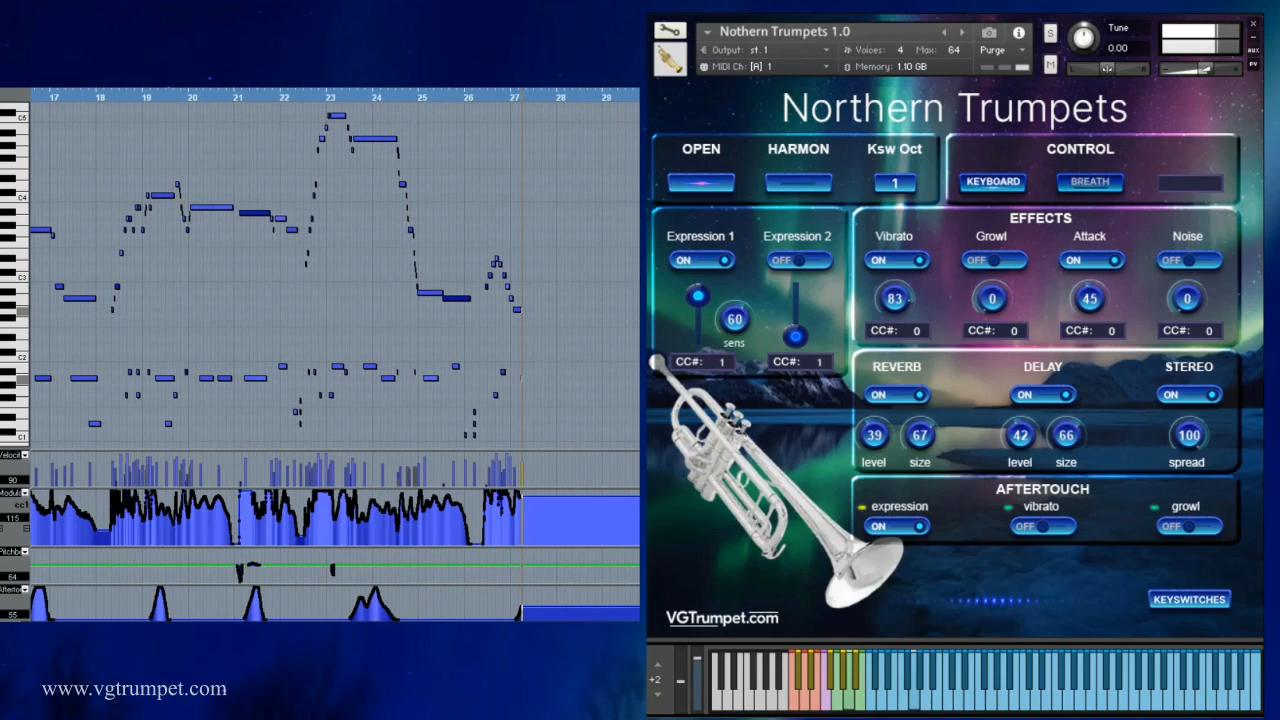 17 18 19 20 21 22 23 24 25 26 27 28 29
C5
C4
C3
C2
C1
Velocit
90
Modula
cc1
115
Pitchbe
64
Afterto
55
www.vgtrumpet.com
Nothern Trumpets 1.0
Output: st.1 Voices: 4 Max: 64 Purge
MIDI Ch: [A] 1 Memory: 1.10 GB
S
M
Tune
0.00
L R
AUX
PV
Northern Trumpets
OPEN HARMON Ksw Oct
1
CONTROL
KEYBOARD BREATH
Expression 1 Expression 2
ON OFF
60
sens
CC#: 1 CC#: 1
EFFECTS
Vibrato Growl Attack Noise
ON OFF ON OFF
83 0 45 0
CC#: 0 CC#: 0 CC#: 0 CC#: 0
REVERB DELAY STEREO
ON ON ON
39 67 42 66 100
level size level size spread
AFTERTOUCH
expression vibrato growl
ON OFF OFF
VGTrumpet.com
KEYSWITCHES
+2